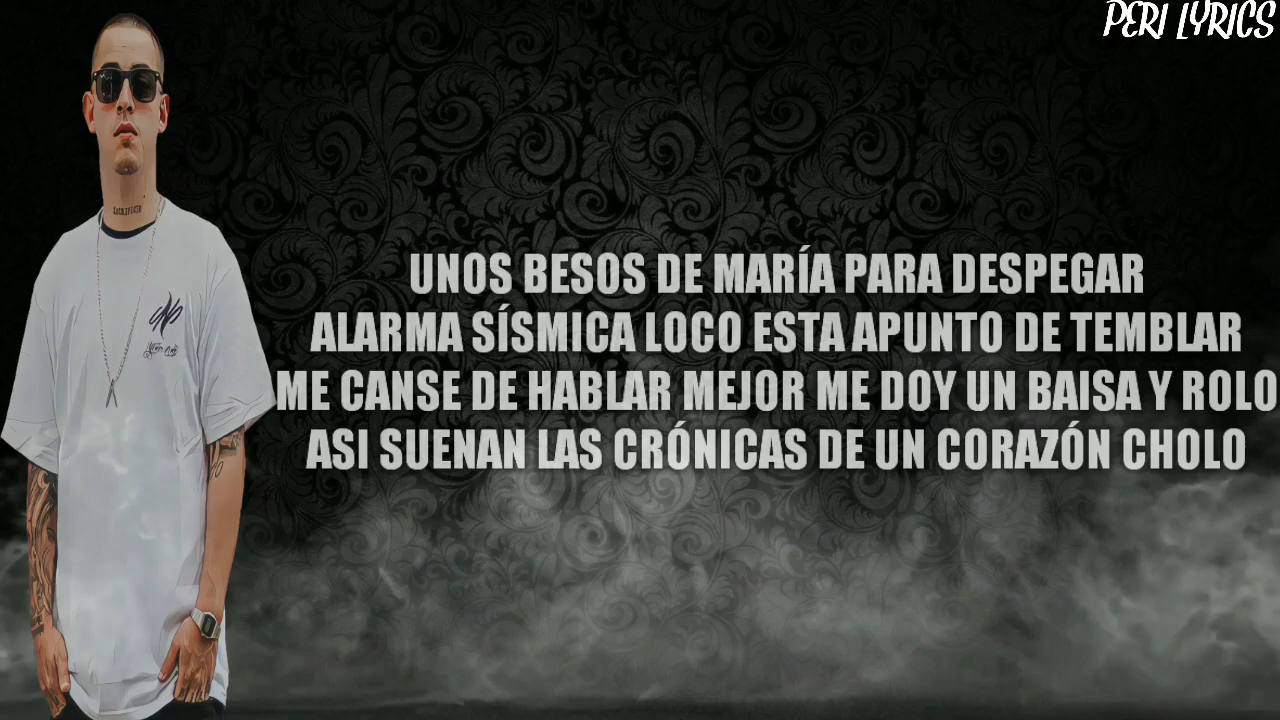 PERI LYRICS
UNOS BESOS DE MARÍA PARA DESPEGAR
ALARMA SÍSMICA LOCO ESTA APUNTO DE TEMBLAR
ME CANSE DE HABLAR MEJOR ME DOY UN BAISA Y ROLO
ASI SUENAN LAS CRÓNICAS DE UN CORAZÓN CHOLO